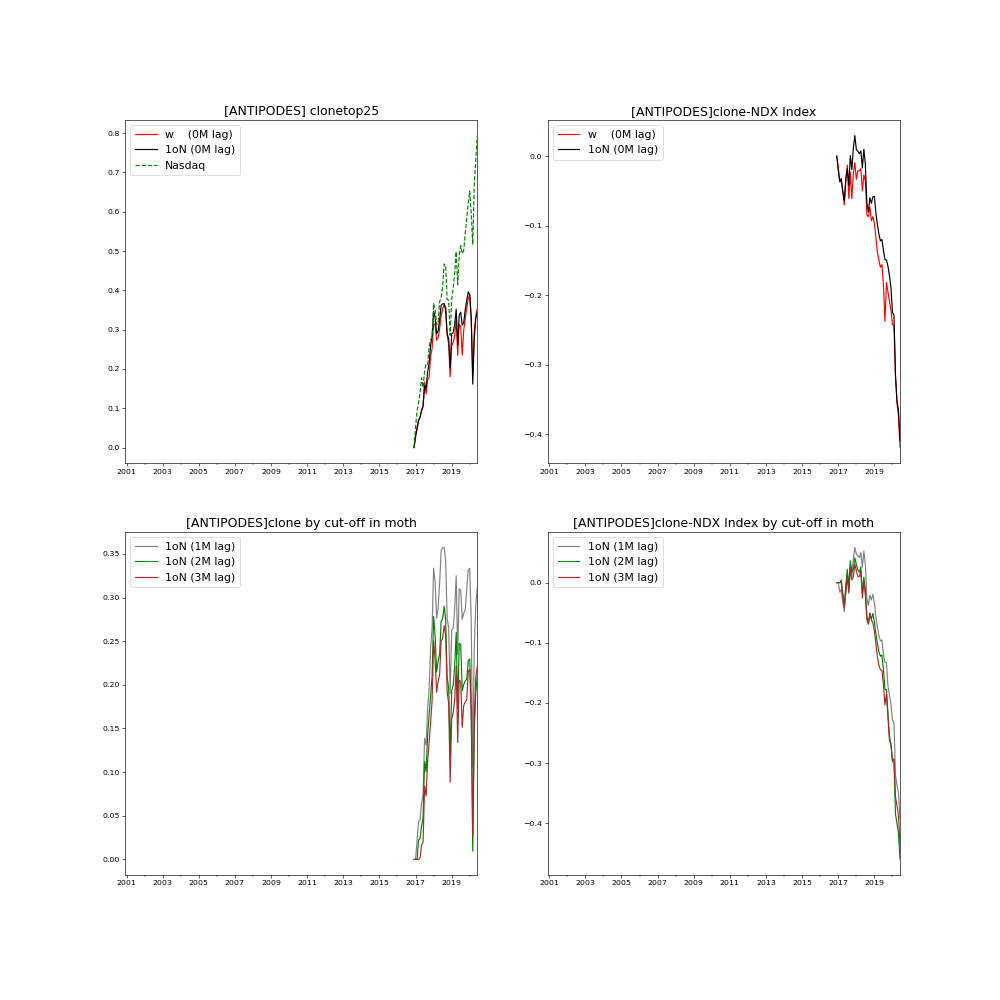 [ANTIPODES] clonetop25
w (0M lag)
1oN (0M lag)
Nasdaq
0.8
0.7
0.6
0.5
0.4
0.3
0.2
0.1
0.0
2001 2003 2005 2007 2009 2011 2013 2015 2017 2019
[ANTIPODES]clone-NDX Index
w (0M lag)
1oN (0M lag)
0.0
−0.1
−0.2
−0.3
−0.4
2001 2003 2005 2007 2009 2011 2013 2015 2017 2019
[ANTIPODES]clone by cut-off in moth
1oN (1M lag)
1oN (2M lag)
1oN (3M lag)
0.35
0.30
0.25
0.20
0.15
0.10
0.05
0.00
2001 2003 2005 2007 2009 2011 2013 2015 2017 2019
[ANTIPODES]clone-NDX Index by cut-off in moth
1oN (1M lag)
1oN (2M lag)
1oN (3M lag)
0.0
−0.1
−0.2
−0.3
−0.4
2001 2003 2005 2007 2009 2011 2013 2015 2017 2019